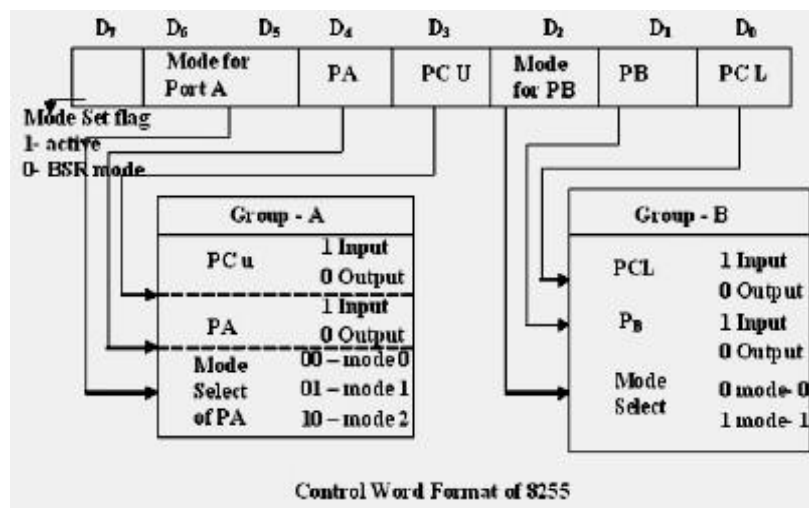 D7 D6 D5 D4 D3 D2 D1 D0
Mode for Port A
PA
PC U
Mode for PB
PB
PC L
Mode Set flag
1- active
0- BSR mode
Group - A
PC u
1 Input
0 Output
PA
1 Input
0 Output
Mode Select of PA
00 – mode 0
01 – mode 1
10 – mode 2
Group - B
PCL
1 Input
0 Output
PB
1 Input
0 Output
Mode Select
0 mode- 0
1 mode- 1
Control Word Format of 8255